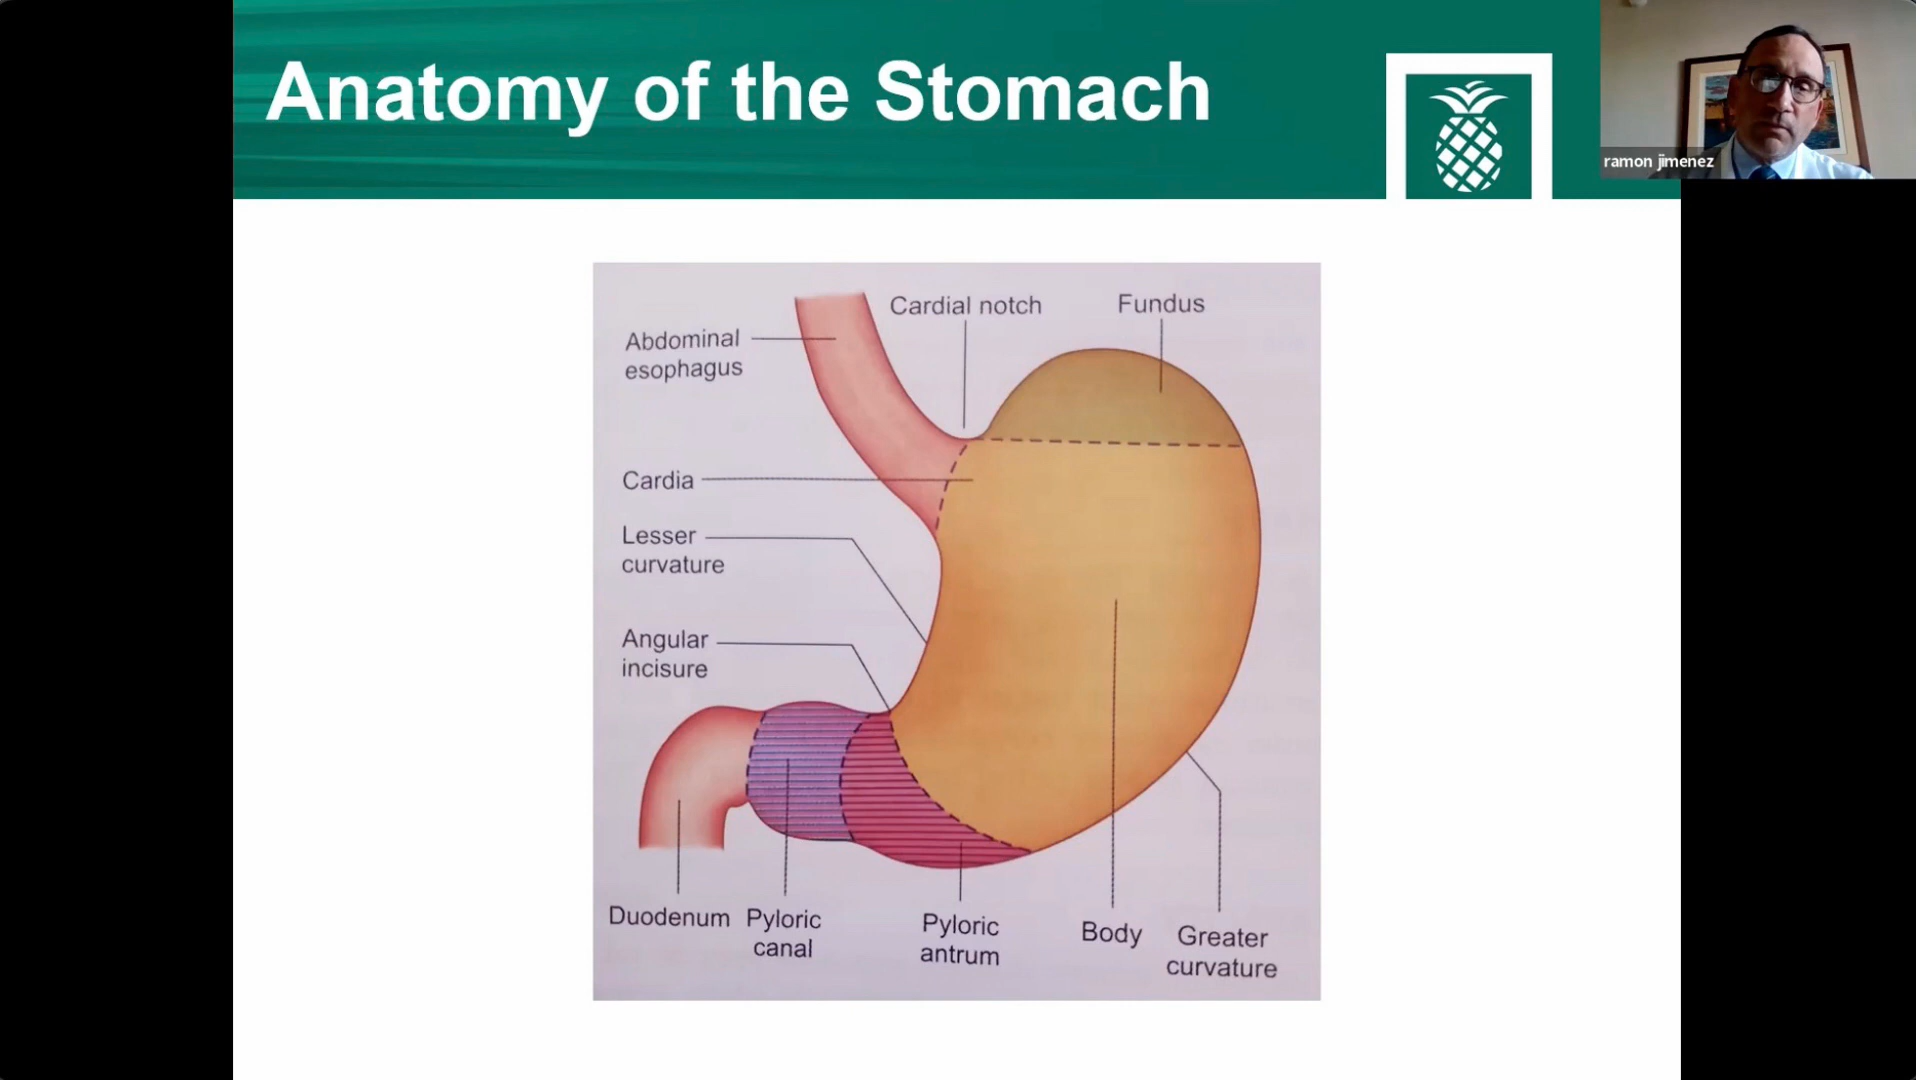 Anatomy of the Stomach
ramon jimenez
Cardial notch
Fundus
Abdominal
esophagus
Cardia
Lesser
curvature
Angular
incisure
Duodenum
Pyloric
canal
Pyloric
antrum
Body
Greater
curvature